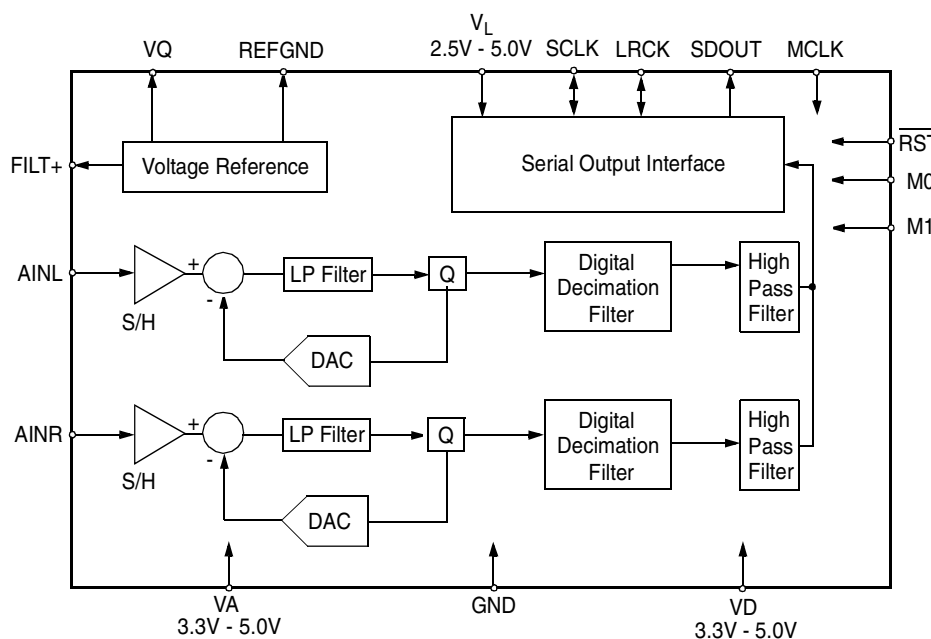 VQ
REFGND
VL
2.5V - 5.0V
SCLK
LRCK
SDOUT
MCLK
FILT+
Voltage Reference
Serial Output Interface
RST
M0
M1
AINL
+
-
S/H
LP Filter
Q
DAC
Digital
Decimation
Filter
High
Pass
Filter
AINR
+
-
S/H
LP Filter
Q
DAC
Digital
Decimation
Filter
High
Pass
Filter
VA
3.3V - 5.0V
GND
VD
3.3V - 5.0V